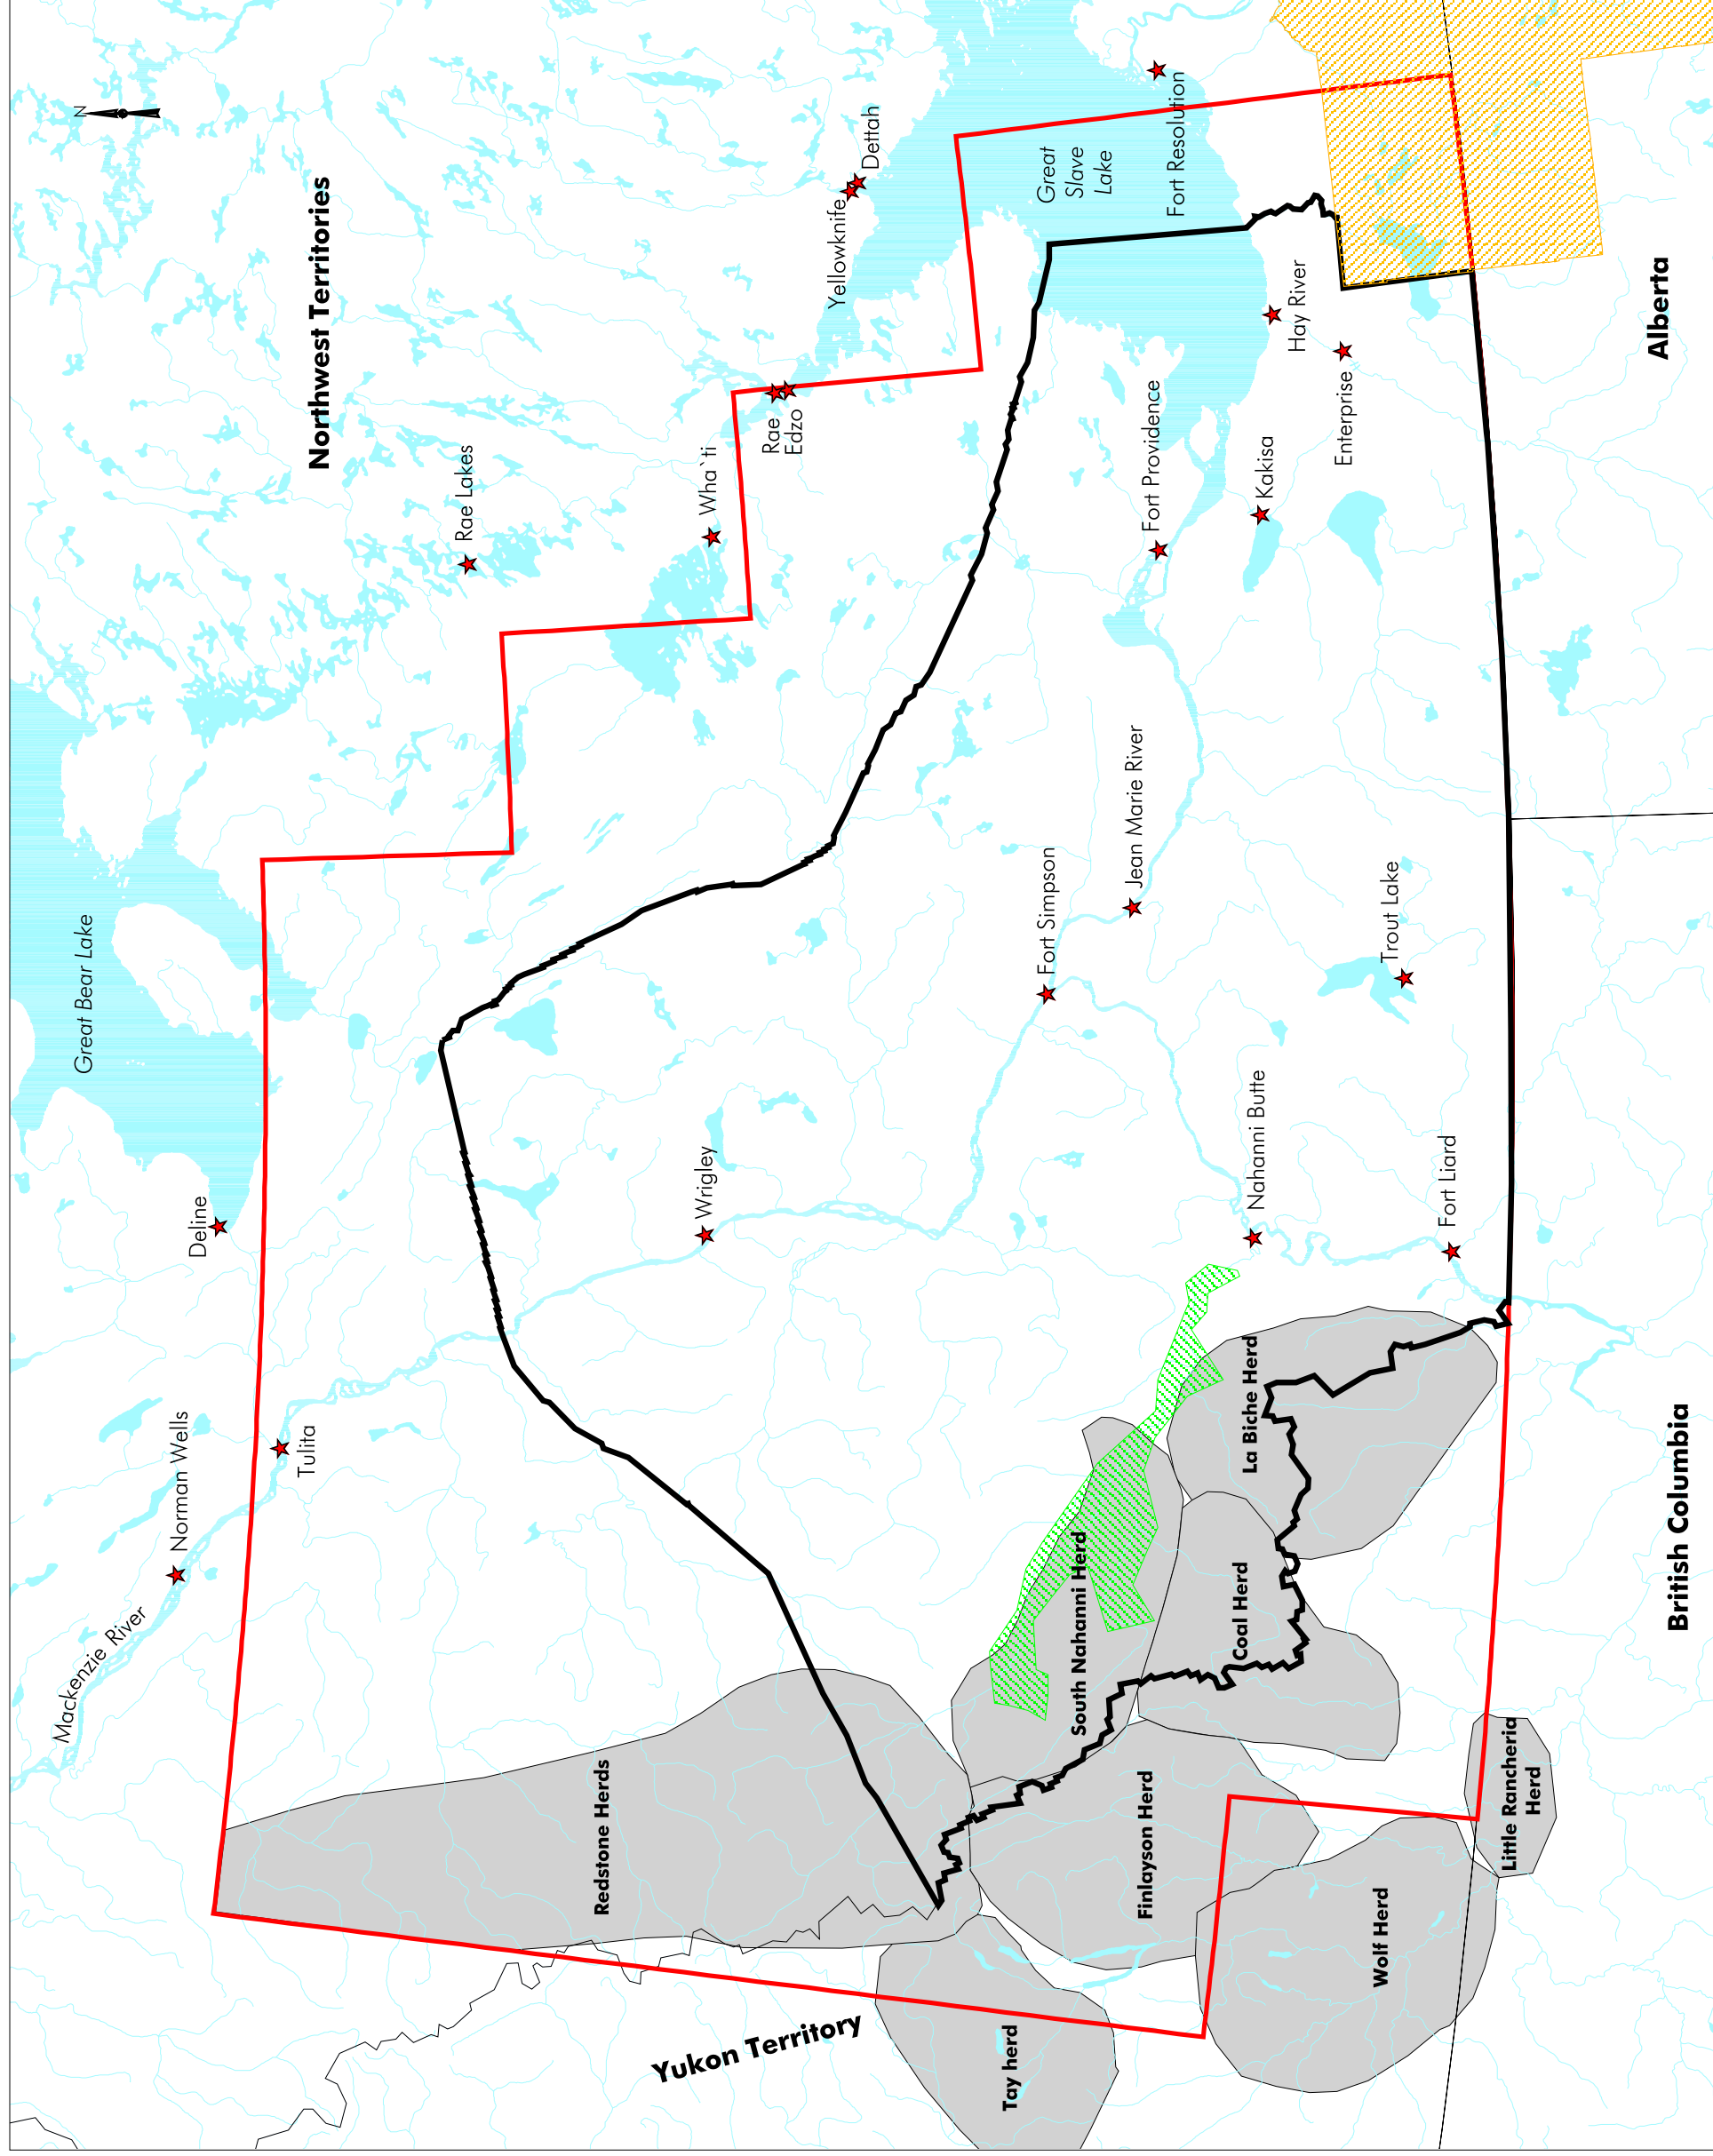 N
Northwest Territories
Great Bear Lake
Mackenzie River
Norman Wells
Tulita
Deline
Rae Lakes
Wha`ti
Rae
Edzo
Yellowknife
Dettah
Great
Slave
Lake
Fort Resolution
Hay River
Enterprise
Kakisa
Fort Providence
Jean Marie River
Fort Simpson
Wrigley
Trout Lake
Nahanni Butte
Fort Liard
Redstone Herds
South Nahanni Herd
La Biche Herd
Coal Herd
Finlayson Herd
Tay herd
Wolf Herd
Little Rancheria
Herd
Yukon Territory
British Columbia
Alberta